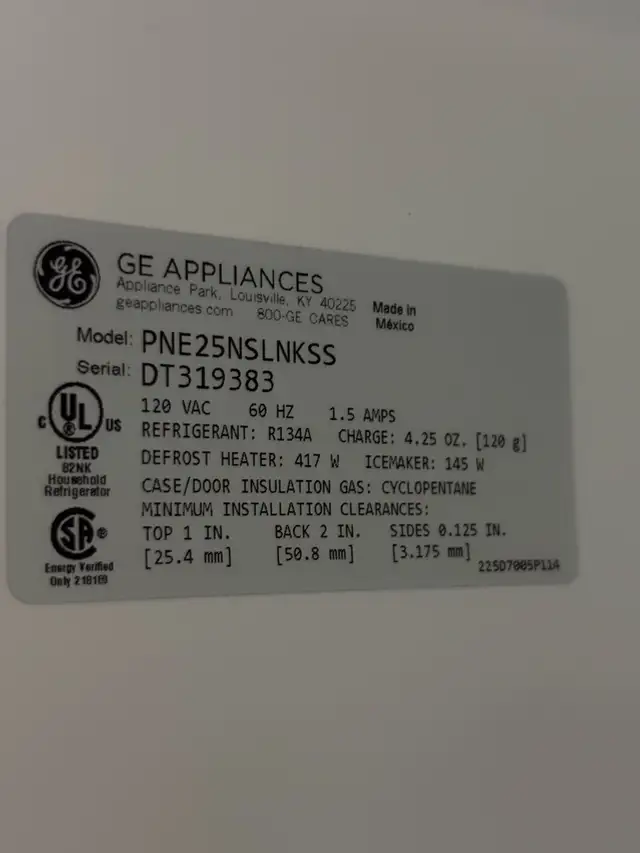 GE APPLIANCES
Appliance Park, Louisville, KY 40225
geappliances.com 800-GE CARES
Made in
México
Model: PNE25NSLNKSS
Serial: DT319383
120 VAC 60 HZ 1.5 AMPS
REFRIGERANT: R134A CHARGE: 4.25 OZ. [120 g]
DEFROST HEATER: 417 W ICEMAKER: 145 W
CASE/DOOR INSULATION GAS: CYCLOPENTANE
MINIMUM INSTALLATION CLEARANCES:
TOP 1 IN. BACK 2 IN. SIDES 0.125 IN.
[25.4 mm] [50.8 mm] [3.175 mm]
225D7005P114
C UL US
LISTED
82NK
Household
Refrigerator
SA
Energy Verified